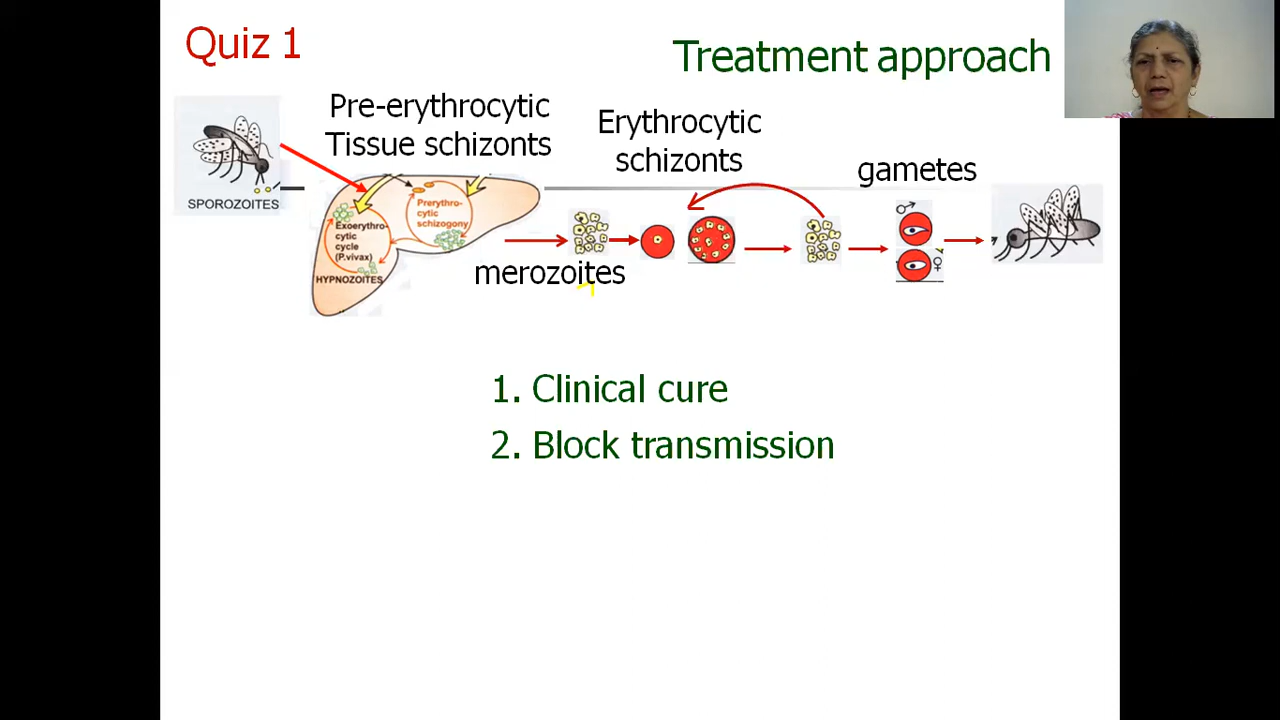 Quiz 1
Treatment approach
Pre-erythrocytic
Tissue schizonts
Erythrocytic
schizonts
gametes
SPOROZOITES
Prerythro-
cytic
schizogony
Exoerythro-
cytic
cycle
(P.vivax)
HYPNOZOITES
merozoites
1. Clinical cure
2. Block transmission